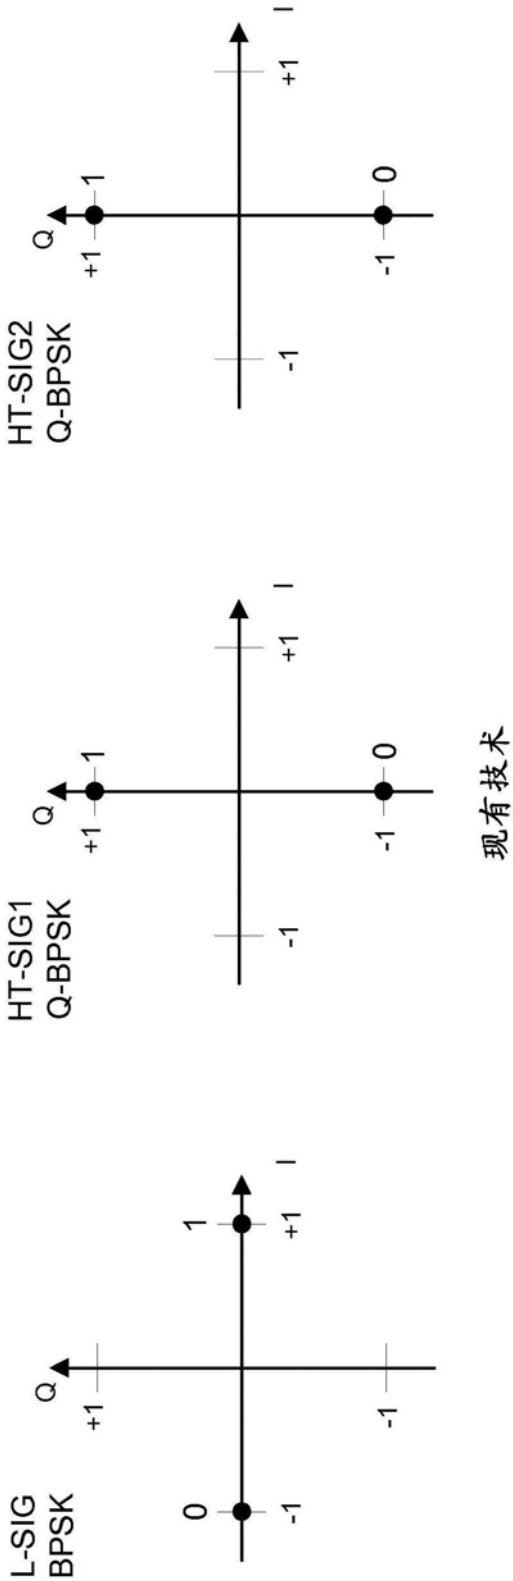 L-SIG
BPSK
Q
+1
0
1
-1
+1
I
-1
HT-SIG1
Q-BPSK
Q
+1
1
-1
+1
I
-1
0
HT-SIG2
Q-BPSK
Q
+1
1
-1
+1
I
-1
0
现有技术